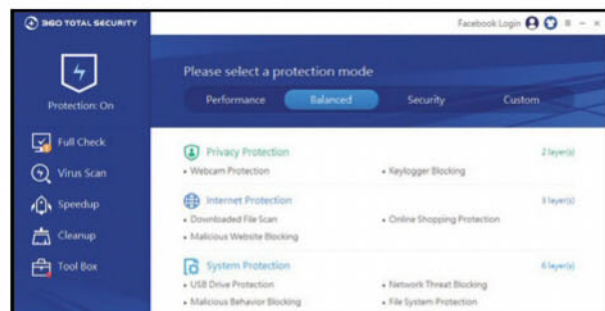 360 TOTAL SECURITY
Facebook Login
Protection: On
Full Check
Virus Scan
Speedup
Cleanup
Tool Box
Please select a protection mode
Performance Balanced Security Custom
Privacy Protection 2 layer(s)
• Webcam Protection • Keylogger Blocking
Internet Protection 3 layer(s)
• Downloaded File Scan • Online Shopping Protection
• Malicious Website Blocking
System Protection 6 layer(s)
• USB Drive Protection • Network Threat Blocking
• Malicious Behavior Blocking • File System Protection